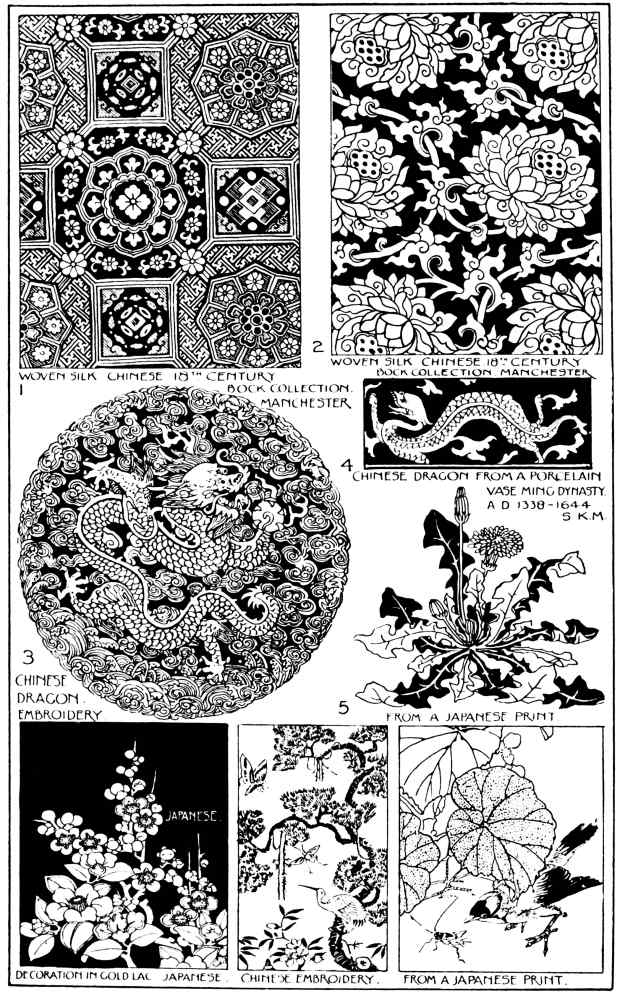 WOVEN SILK CHINESE 18TH CENTURY
1
BOCK COLLECTION.
MANCHESTER
2
WOVEN SILK CHINESE 18TH CENTURY
BOCK COLLECTION. MANCHESTER
4
CHINESE DRAGON FROM A PORCELAIN
VASE MING DYNASTY.
A D 1338-1644
S K.M.
3
CHINESE
DRAGON.
EMBROIDERY
5
FROM A JAPANESE PRINT
JAPANESE.
DECORATION IN GOLD LAC JAPANESE.
CHINESE EMBROIDERY.
FROM A JAPANESE PRINT.